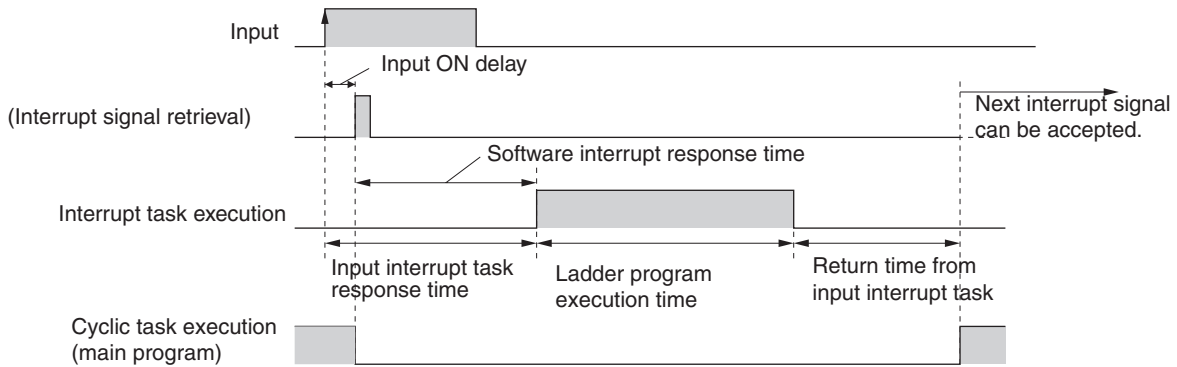 Input
Input ON delay
(Interrupt signal retrieval)
Next interrupt signal
can be accepted.
Software interrupt response time
Interrupt task execution
Input interrupt task
response time
Ladder program
execution time
Return time from
input interrupt task
Cyclic task execution
(main program)